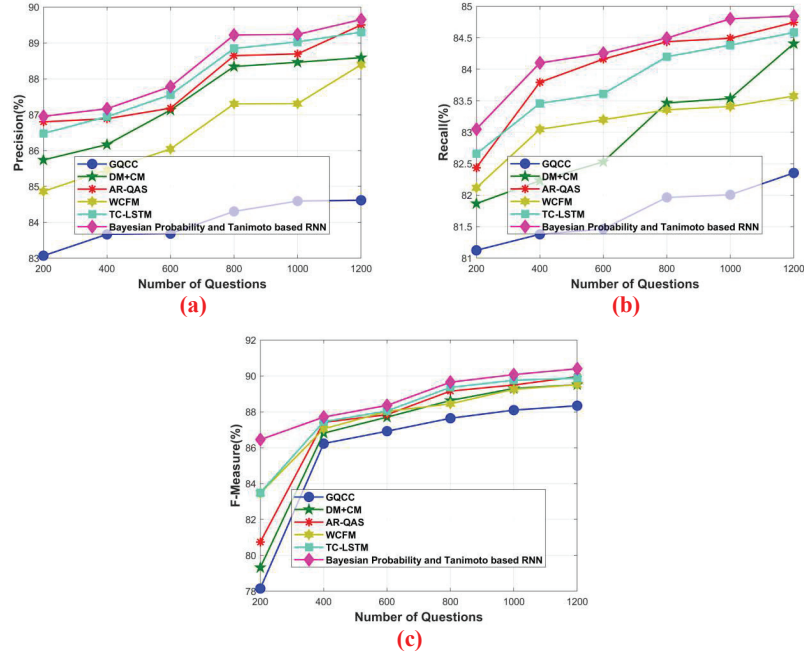 90
89
88
87
86
85
84
83
Precision(%)
GQCC
DM+CM
AR-QAS
WCFM
TC-LSTM
Bayesian Probability and Tanimoto based RNN
200 400 600 800 1000 1200
Number of Questions
(a)
85
84.5
84
83.5
83
82.5
82
81.5
81
Recall(%)
GQCC
DM+CM
AR-QAS
WCFM
TC-LSTM
Bayesian Probability and Tanimoto based RNN
200 400 600 800 1000 1200
Number of Questions
(b)
92
90
88
86
84
82
80
78
F-Measure(%)
GQCC
DM+CM
AR-QAS
WCFM
TC-LSTM
Bayesian Probability and Tanimoto based RNN
200 400 600 800 1000 1200
Number of Questions
(c)